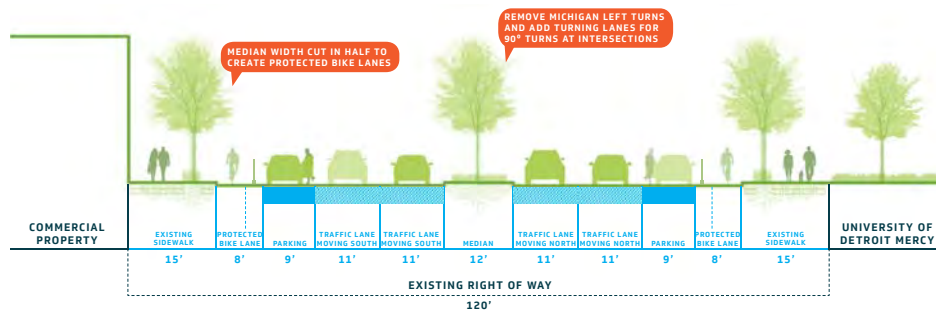 MEDIAN WIDTH CUT IN HALF TO
CREATE PROTECTED BIKE LANES
REMOVE MICHIGAN LEFT TURNS
AND ADD TURNING LANES FOR
90° TURNS AT INTERSECTIONS
COMMERCIAL
PROPERTY
EXISTING
SIDEWALK
15'
PROTECTED
BIKE LANE
8'
PARKING
9'
TRAFFIC LANE
MOVING SOUTH
11'
TRAFFIC LANE
MOVING SOUTH
11'
MEDIAN
12'
TRAFFIC LANE
MOVING NORTH
11'
TRAFFIC LANE
MOVING NORTH
11'
PARKING
9'
PROTECTED
BIKE LANE
8'
EXISTING
SIDEWALK
15'
UNIVERSITY OF
DETROIT MERCY
EXISTING RIGHT OF WAY
120'